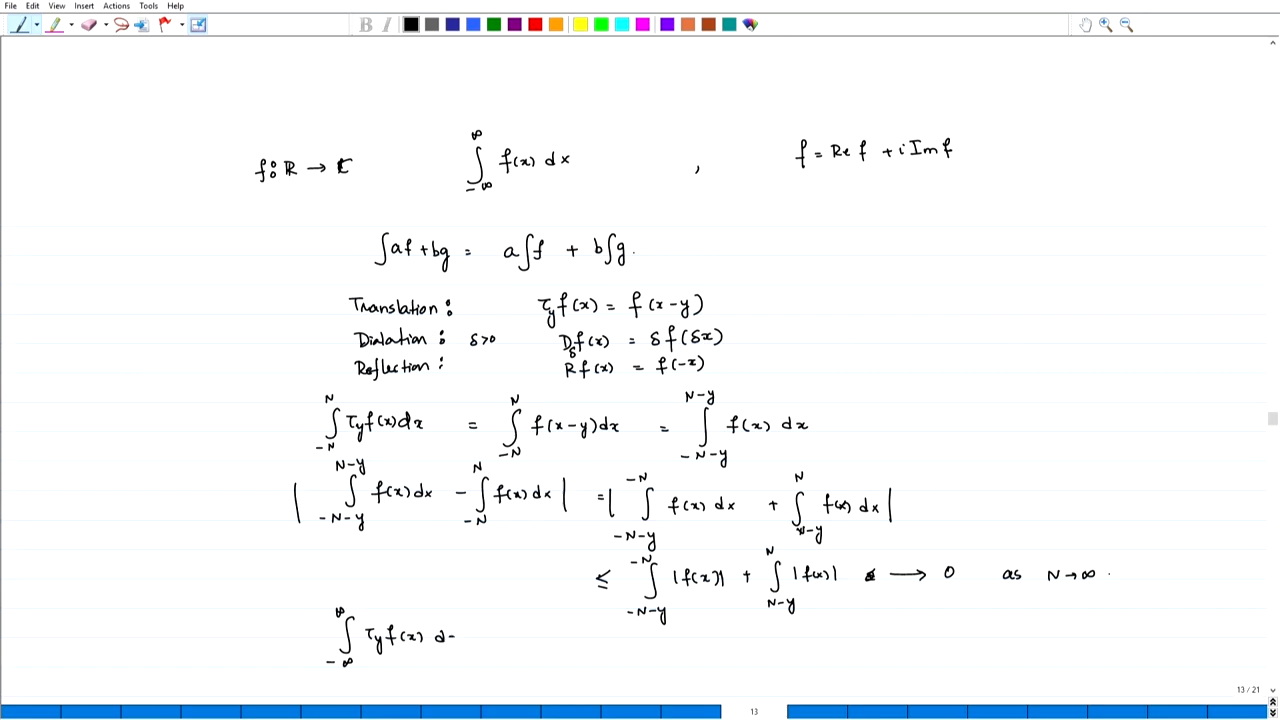 File Edit View Insert Actions Tools Help
B I
f: R → C ∫_{-∞}^{∞} f(x) dx , f = Re f + i Im f
∫af + bg = a∫f + b∫g.
Translation: τ_y f(x) = f(x-y)
Dialation: δ>0 D_δ f(x) = δ f(δx)
Reflection: R f(x) = f(-x)
∫_{-N}^{N} τ_y f(x) dx = ∫_{-N}^{N} f(x-y) dx = ∫_{-N-y}^{N-y} f(x) dx
| ∫_{-N-y}^{N-y} f(x) dx - ∫_{-N}^{N} f(x) dx | = | ∫_{-N-y}^{-N} f(x) dx + ∫_{N-y}^{N} f(x) dx |
≤ ∫_{-N-y}^{-N} |f(x)| + ∫_{N-y}^{N} |f(x)| → 0 as N→∞.
∫_{-∞}^{∞} τ_y f(x) d-
13 / 21
13